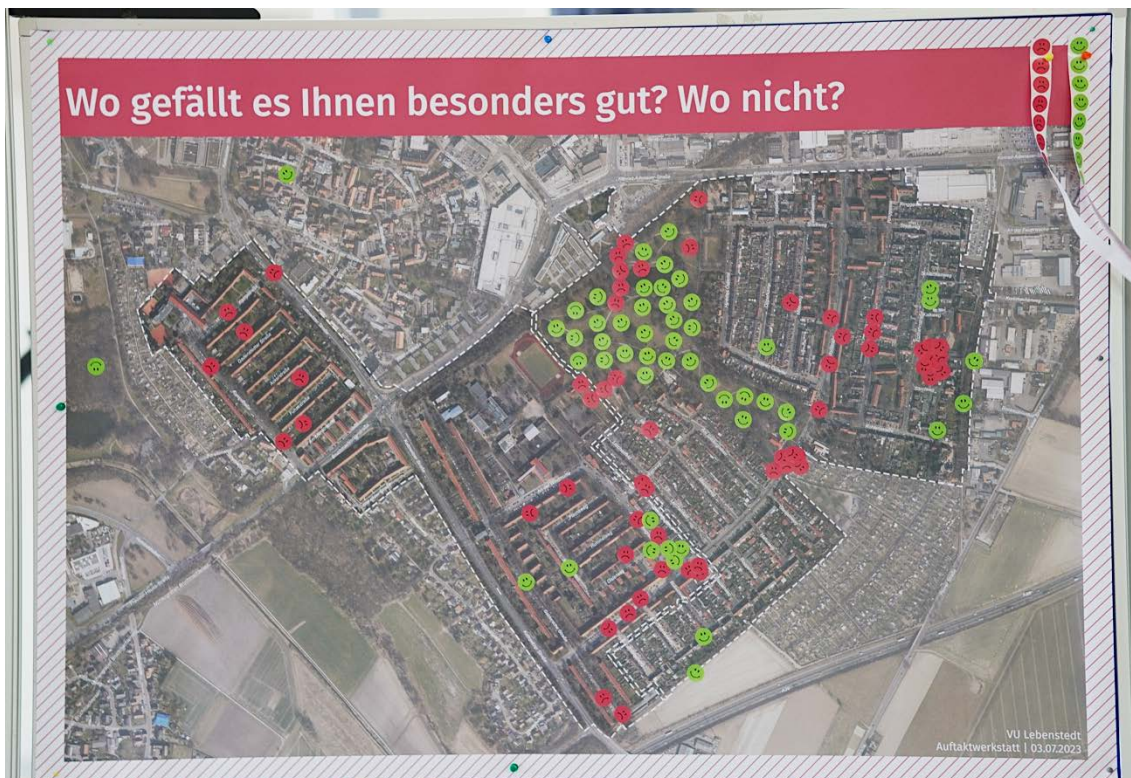 Wo gefällt es Ihnen besonders gut? Wo nicht?
VU Lebenstedt
Auftaktwerkstatt | 03.07.2023